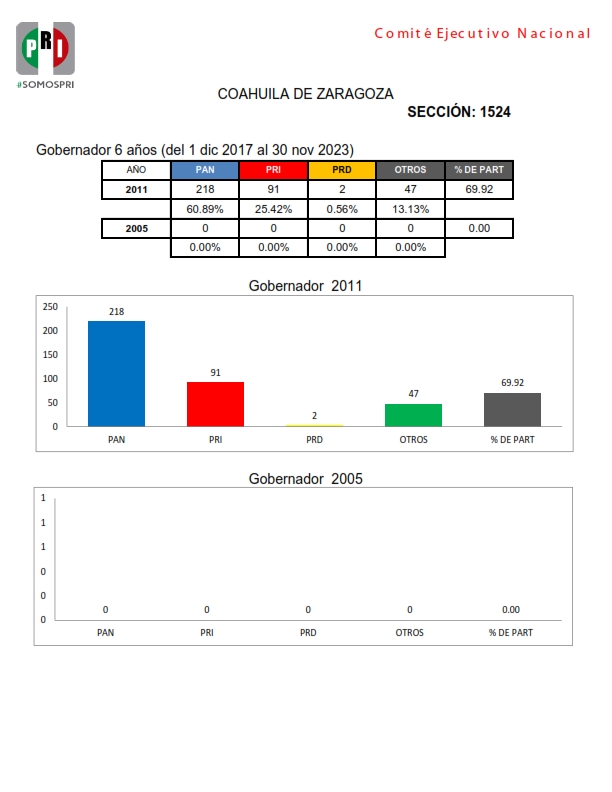 PRI
#SOMOSPRI
Comité Ejecutivo Nacional
COAHUILA DE ZARAGOZA
SECCIÓN: 1524
Gobernador 6 años (del 1 dic 2017 al 30 nov 2023)
AÑO PAN PRI PRD OTROS % DE PART
2011 218 91 2 47 69.92
60.89% 25.42% 0.56% 13.13%
2005 0 0 0 0 0.00
0.00% 0.00% 0.00% 0.00%
Gobernador 2011
250
218
200
150
100
91
69.92
50
47
2
0
PAN PRI PRD OTROS % DE PART
Gobernador 2005
1
1
1
0
0
0 0 0 0 0.00
0
PAN PRI PRD OTROS % DE PART